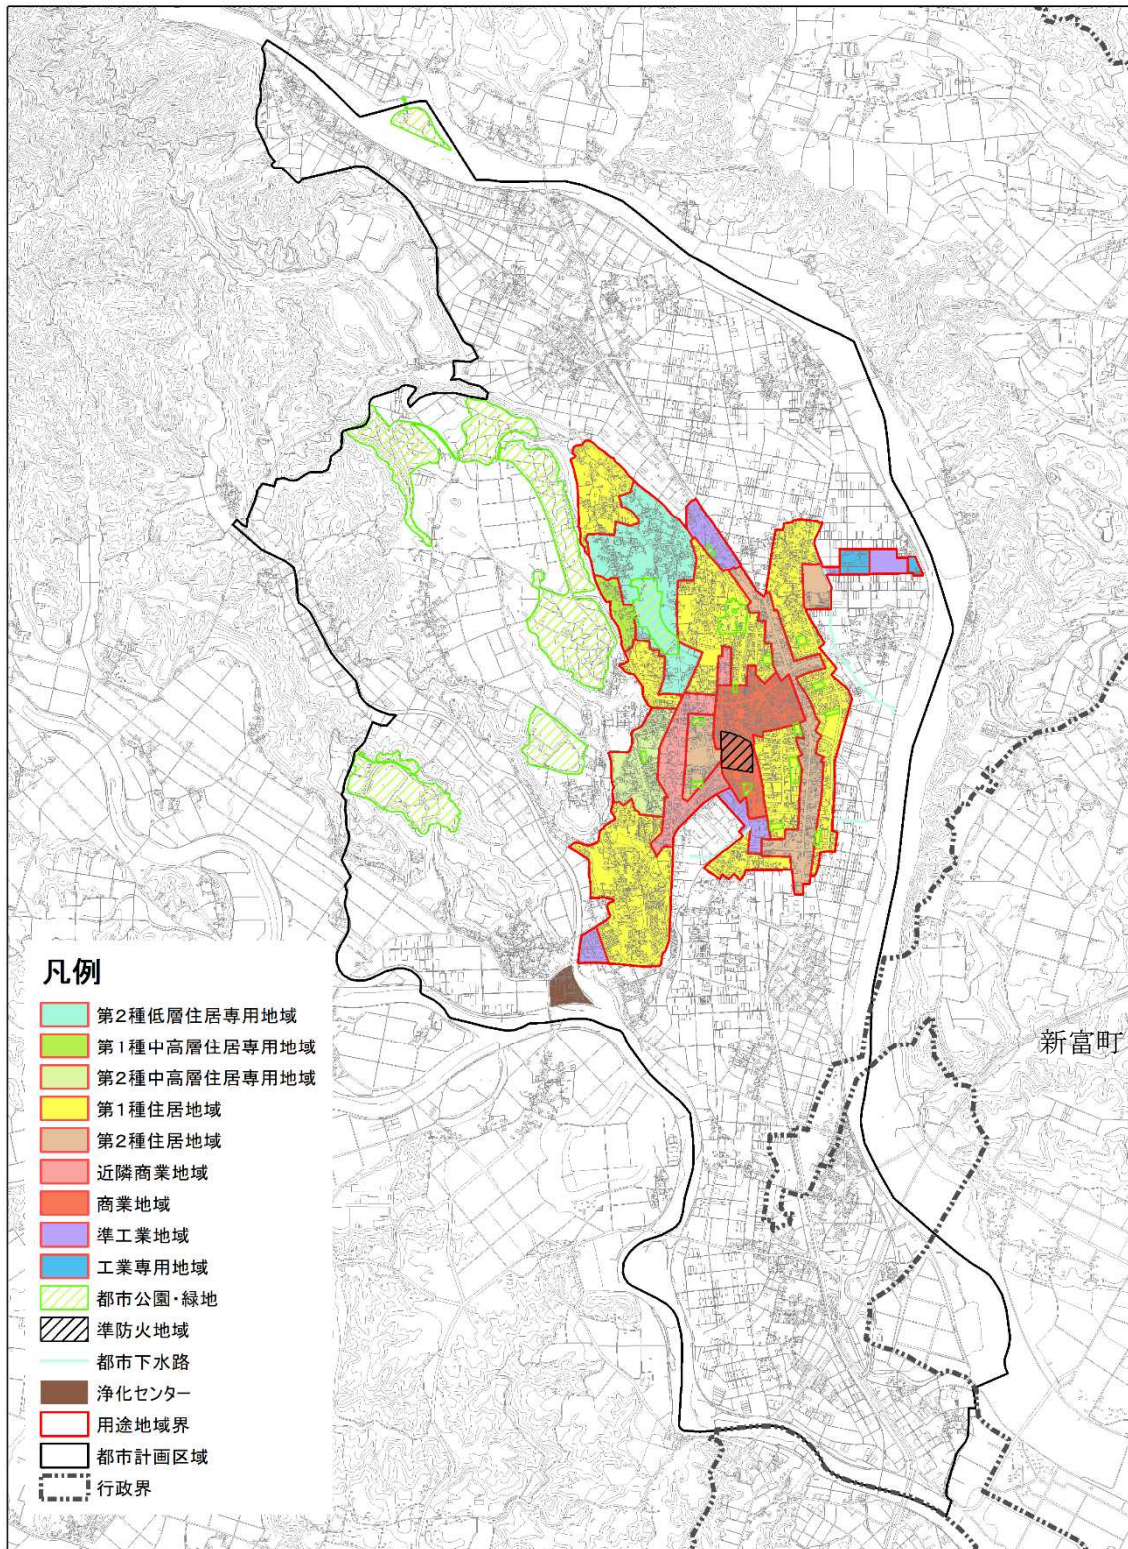 新富町
凡例
第2種低層住居専用地域
第1種中高層住居専用地域
第2種中高層住居専用地域
第1種住居地域
第2種住居地域
近隣商業地域
商業地域
準工業地域
工業専用地域
都市公園・緑地
準防火地域
都市下水路
浄化センター
用途地域界
都市計画区域
行政界